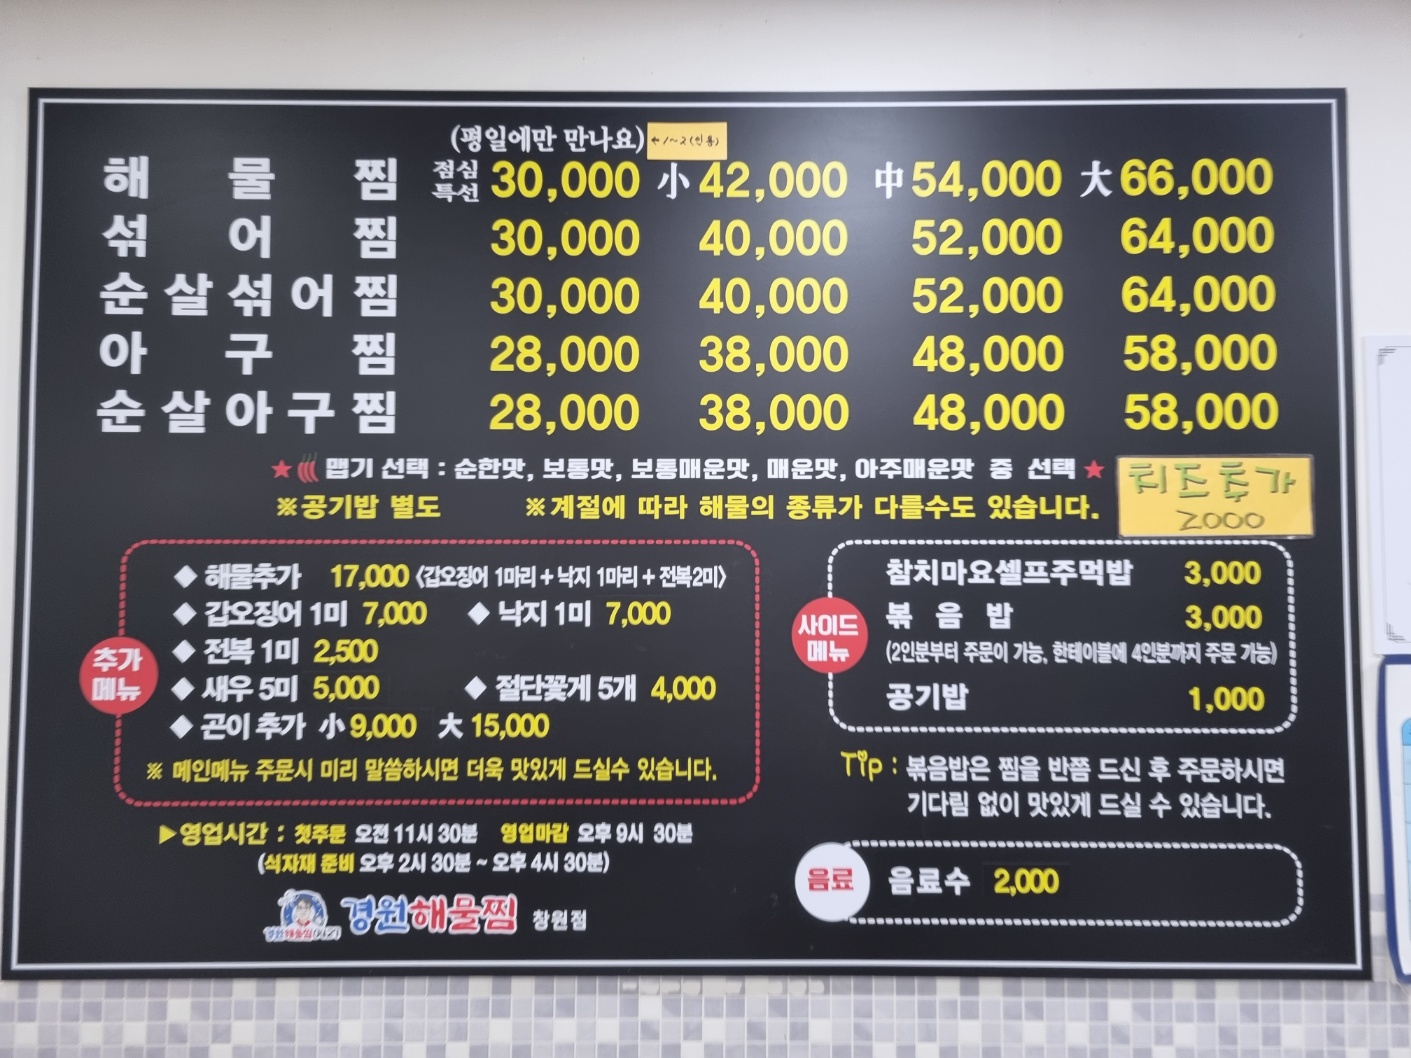 (평일에만 만나요) ←1~2(인용)
해물찜 점심특선 30,000 小 42,000 中 54,000 大 66,000
섞어찜 30,000 40,000 52,000 64,000
순살섞어찜 30,000 40,000 52,000 64,000
아구찜 28,000 38,000 48,000 58,000
순살아구찜 28,000 38,000 48,000 58,000
★ 맵기 선택 : 순한맛, 보통맛, 보통매운맛, 매운맛, 아주매운맛 중 선택 ★
※공기밥 별도 ※계절에 따라 해물의 종류가 다를수도 있습니다.
치즈추가
2000
추가
메뉴
◆ 해물추가 17,000 (갑오징어 1마리 + 낙지 1마리 + 전복2미)
◆ 갑오징어 1미 7,000 ◆ 낙지 1미 7,000
◆ 전복 1미 2,500
◆ 새우 5미 5,000 ◆ 절단꽃게 5개 4,000
◆ 곤이 추가 小 9,000 大 15,000
※ 메인메뉴 주문시 미리 말씀하시면 더욱 맛있게 드실수 있습니다.
사이드
메뉴
참치마요셀프주먹밥 3,000
볶음밥 3,000
(2인분부터 주문이 가능, 한테이블에 4인분까지 주문 가능)
공기밥 1,000
Tip : 볶음밥은 찜을 반쯤 드신 후 주문하시면
기다림 없이 맛있게 드실 수 있습니다.
▶영업시간 : 첫주문 오전 11시 30분 영업마감 오후 9시 30분
(식자재 준비 오후 2시 30분 ~ 오후 4시 30분)
경원해물찜 창원점
음료
음료수 2,000